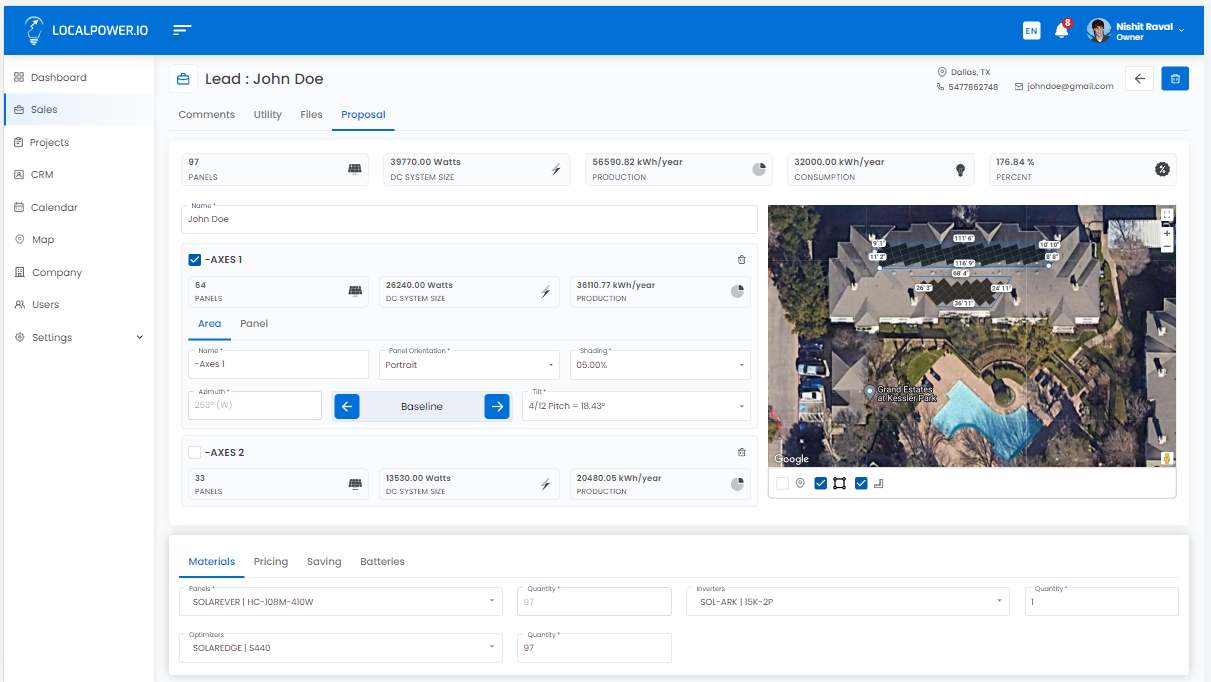 LOCALPOWER.IO
EN
8
Nishit Raval
Owner
Dashboard
Sales
Projects
CRM
Calendar
Map
Company
Users
Settings
Lead : John Doe
Dallas, TX
5477862748
johndoe@gmail.com
Comments Utility Files Proposal
97
PANELS
39770.00 Watts
DC SYSTEM SIZE
56590.82 kWh/year
PRODUCTION
32000.00 kWh/year
CONSUMPTION
176.84 %
PERCENT
Name *
John Doe
-AXES 1
64
PANELS
26240.00 Watts
DC SYSTEM SIZE
36110.77 kWh/year
PRODUCTION
Area Panel
Name *
-Axes 1
Panel Orientation *
Portrait
Shading *
05.00%
Azimuth *
253° (W)
Baseline
Tilt *
4/12 Pitch = 18.43°
-AXES 2
33
PANELS
13530.00 Watts
DC SYSTEM SIZE
20480.05 kWh/year
PRODUCTION
111' 6"
9' 1"
10' 10"
11' 2"
8' 8"
116' 9"
68' 4"
26' 3"
24' 11"
36' 11"
Grand Estates
at Kessler Park
Google
Materials Pricing Saving Batteries
Panels *
SOLAREVER | HC-108M-410W
Quantity *
97
Inverters
SOL-ARK | 15K-2P
Quantity *
1
Optimizers
SOLAREDGE | S440
Quantity *
97